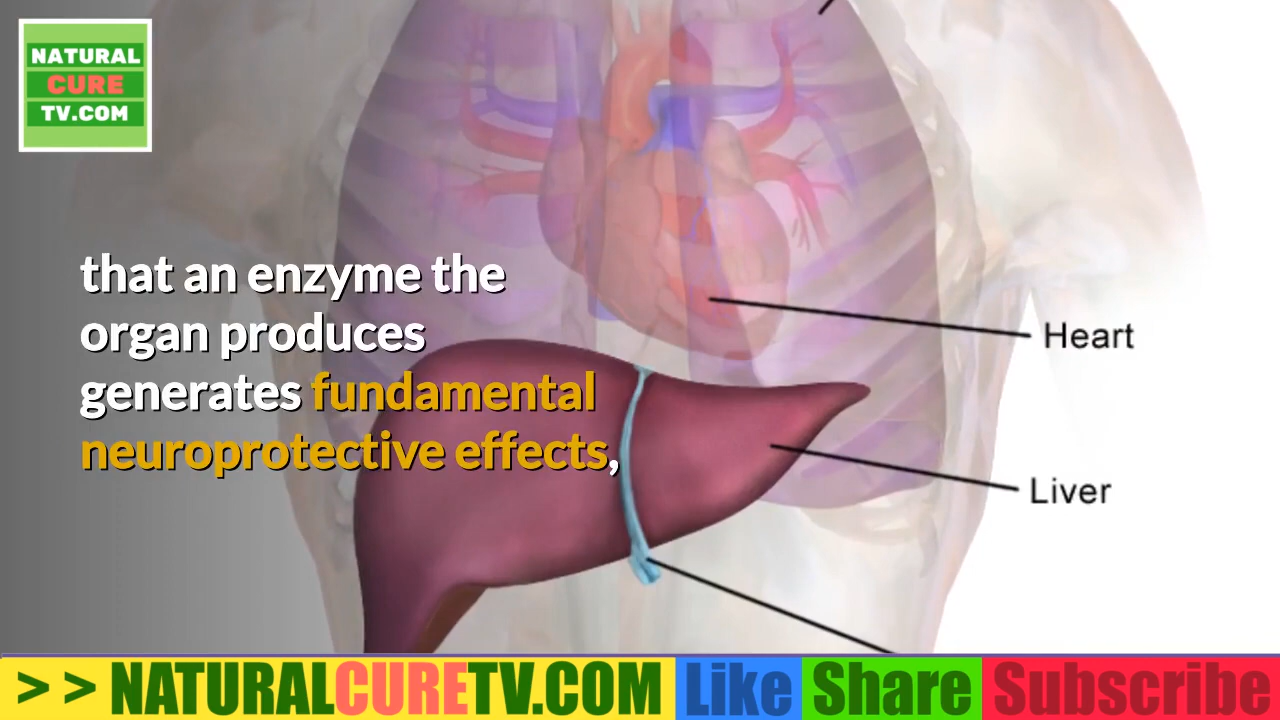 NATURAL
CURE
TV.COM
that an enzyme the
organ produces
generates fundamental
neuroprotective effects,
Heart
Liver
> > NATURALCURETV.COM Like Share Subscribe